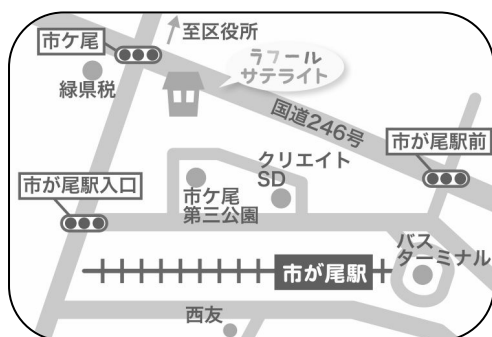 市ケ尾
至区役所
ラフール
サテライト
緑県税
国道246号
市が尾駅前
クリエイト
SD
市が尾駅入口
市ケ尾
第三公園
バス
ターミナル
市が尾駅
西友